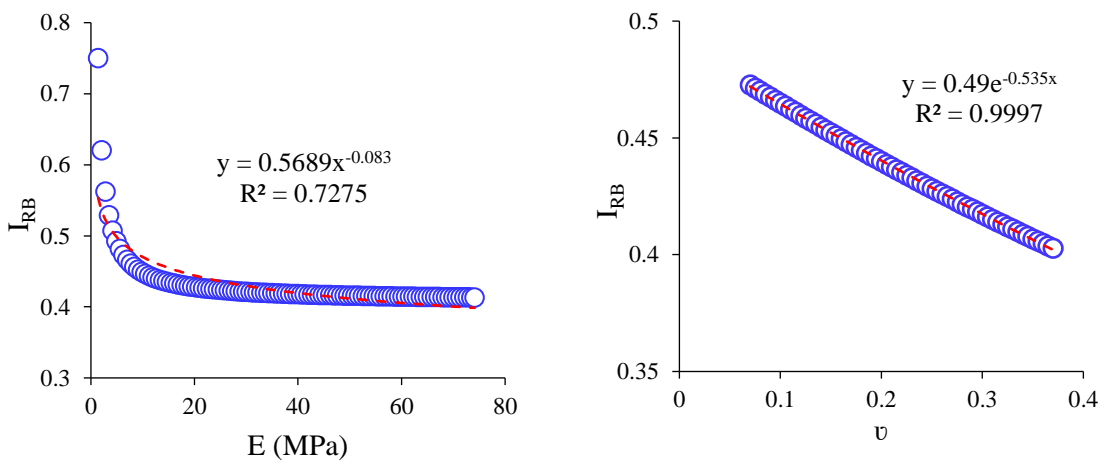 0.8
0.7
0.6
0.5
0.4
0.3
I_RB
y = 0.5689x^-0.083
R² = 0.7275
0 20 40 60 80
E (MPa)
0.5
0.45
0.4
0.35
I_RB
y = 0.49e^-0.535x
R² = 0.9997
0 0.1 0.2 0.3 0.4
υ